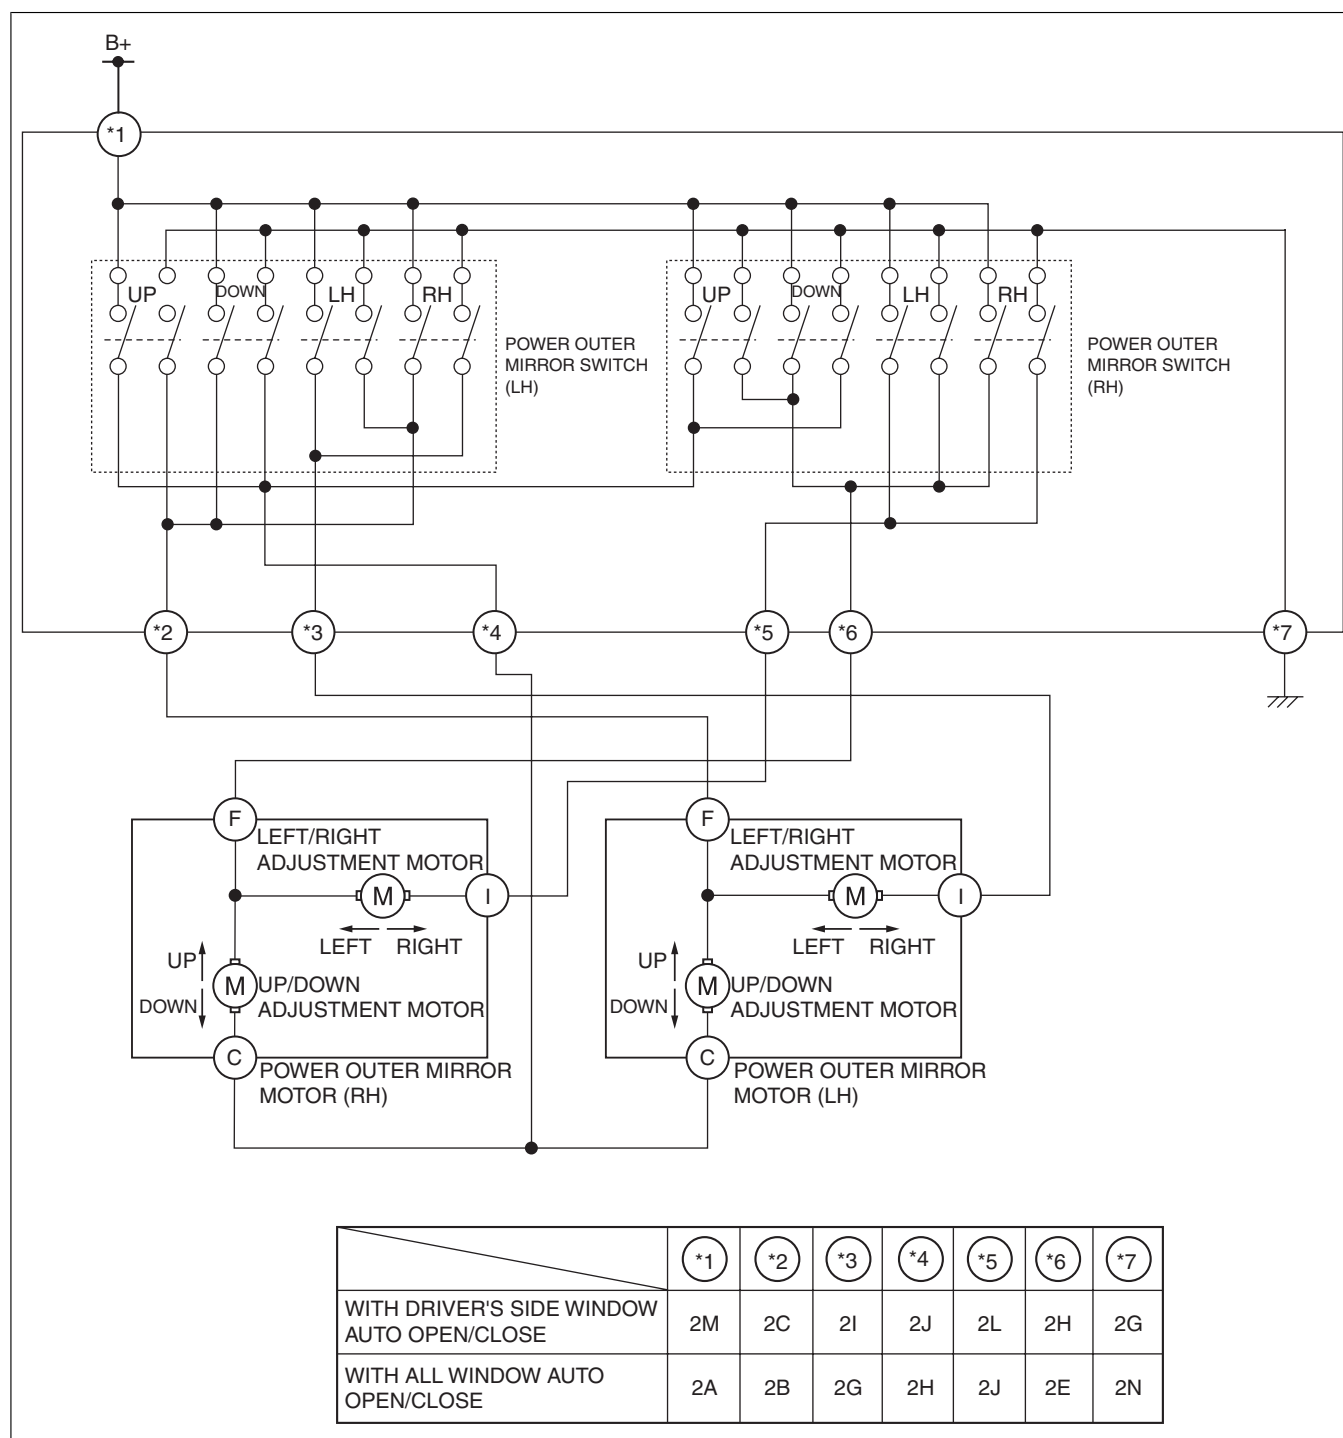 B+
*1
UP
DOWN
LH
RH
POWER OUTER
MIRROR SWITCH
(LH)
UP
DOWN
LH
RH
POWER OUTER
MIRROR SWITCH
(RH)
*2
*3
*4
*5
*6
*7
F
LEFT/RIGHT
ADJUSTMENT MOTOR
M
I
LEFT
RIGHT
UP
DOWN
M
UP/DOWN
ADJUSTMENT MOTOR
C
POWER OUTER MIRROR
MOTOR (RH)
F
LEFT/RIGHT
ADJUSTMENT MOTOR
M
I
LEFT
RIGHT
UP
DOWN
M
UP/DOWN
ADJUSTMENT MOTOR
C
POWER OUTER MIRROR
MOTOR (LH)
*1 *2 *3 *4 *5 *6 *7
WITH DRIVER'S SIDE WINDOW
AUTO OPEN/CLOSE
2M 2C 2I 2J 2L 2H 2G
WITH ALL WINDOW AUTO
OPEN/CLOSE
2A 2B 2G 2H 2J 2E 2N